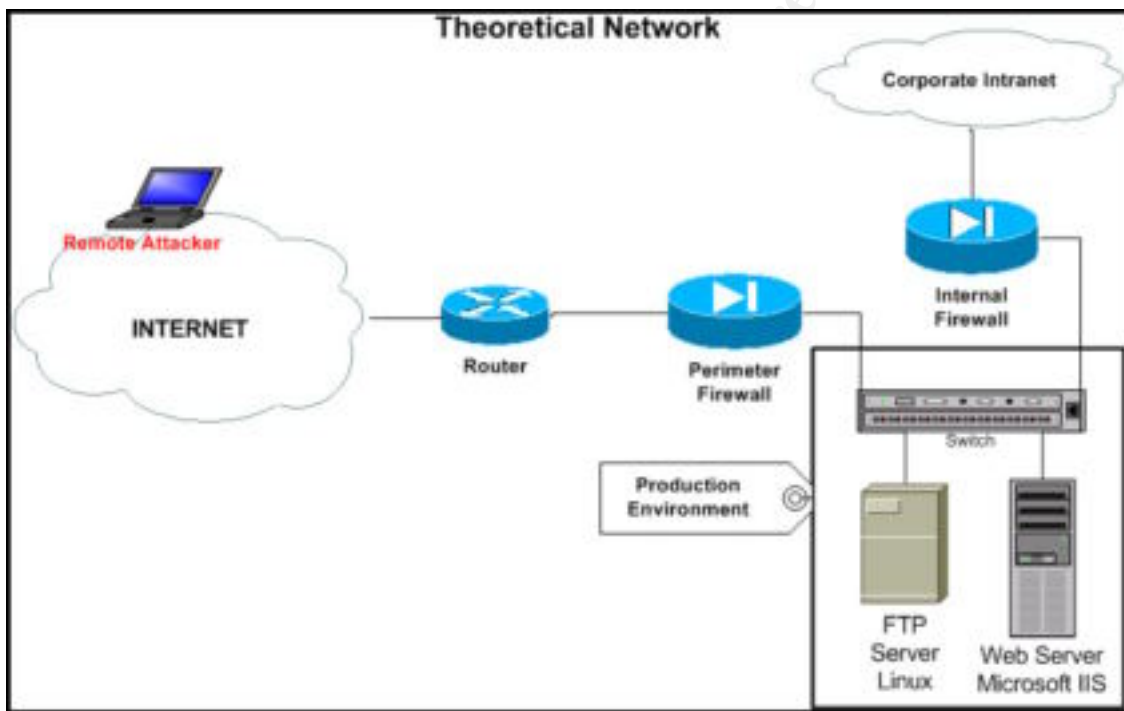 Theoretical Network
Corporate Intranet
Remote Attacker
INTERNET
Router
Perimeter
Firewall
Internal
Firewall
Switch
Production
Environment
FTP
Server
Linux
Web Server
Microsoft IIS